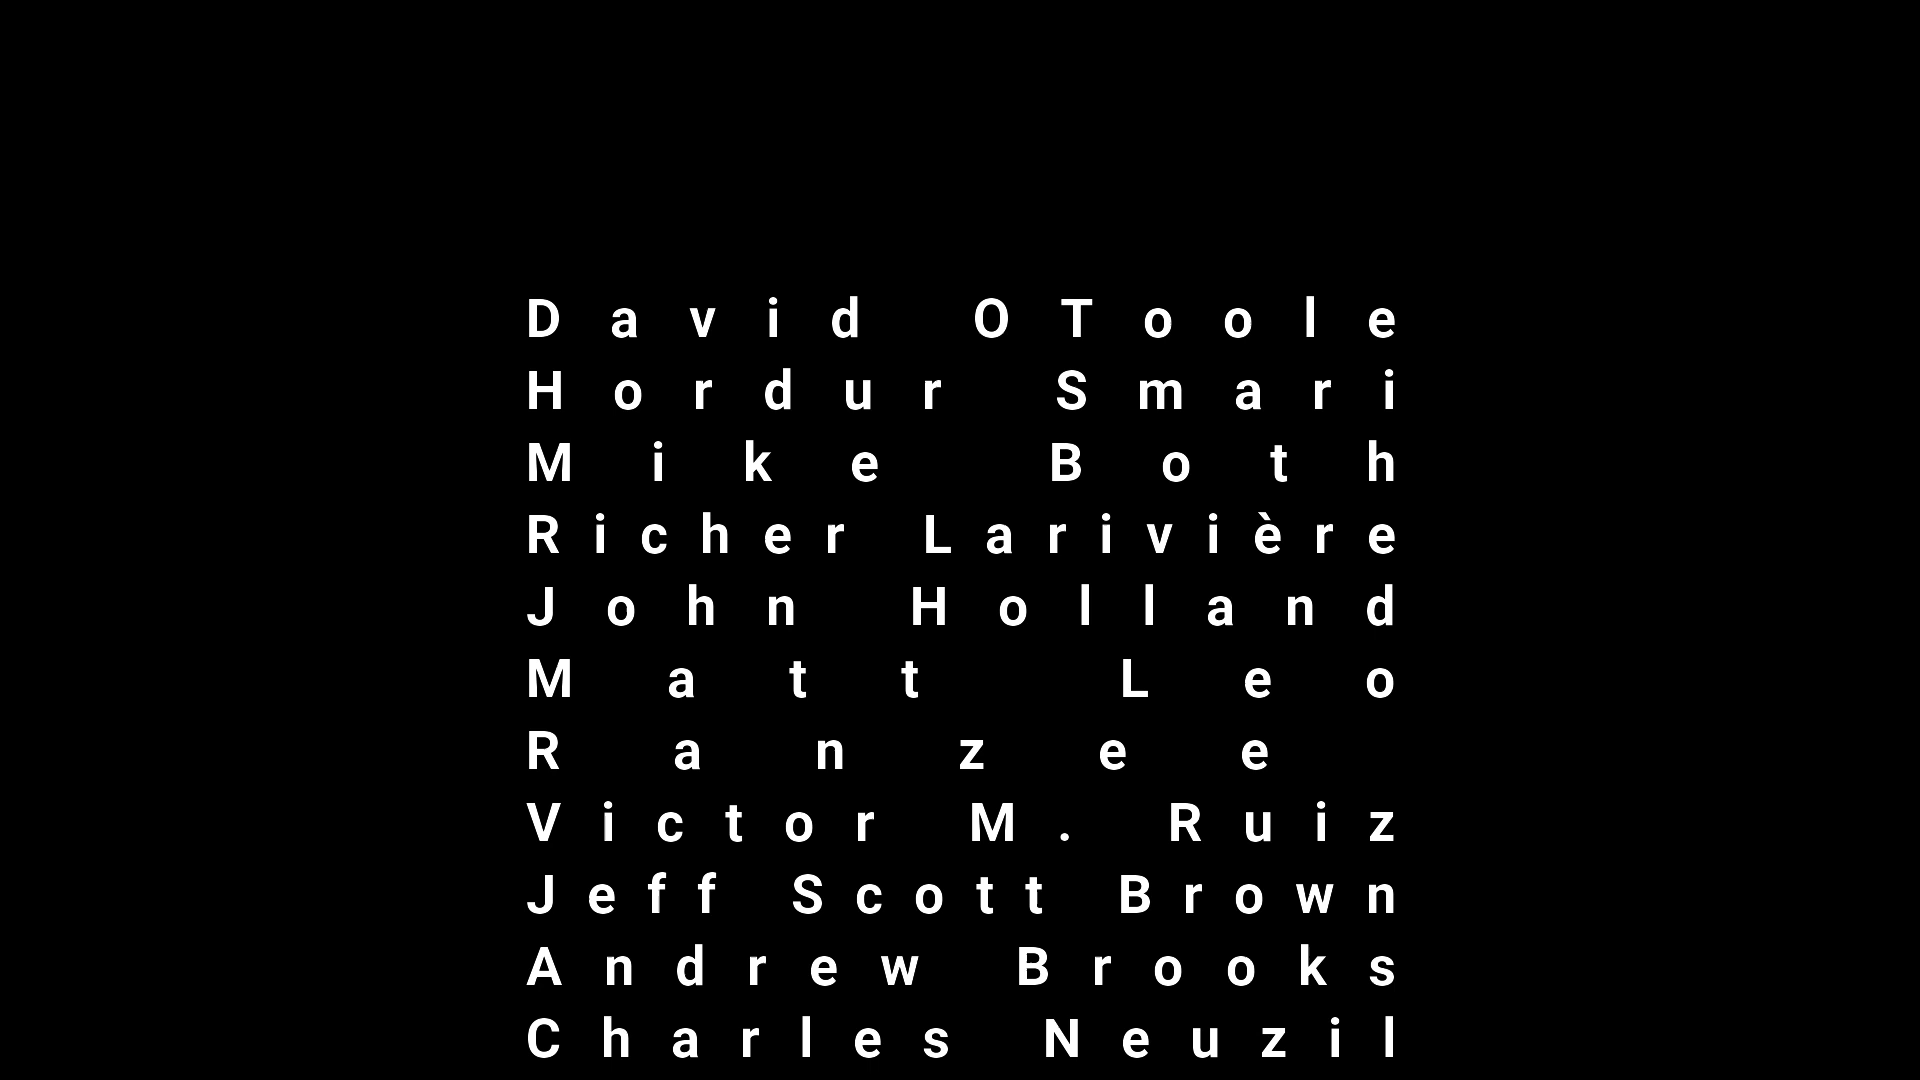 David OToole
Hordur Smari
Mike Both
Richer Larivière
John Holland
Matt Leo
Ranzee
Victor M. Ruiz
Jeff Scott Brown
Andrew Brooks
Charles Neuzil